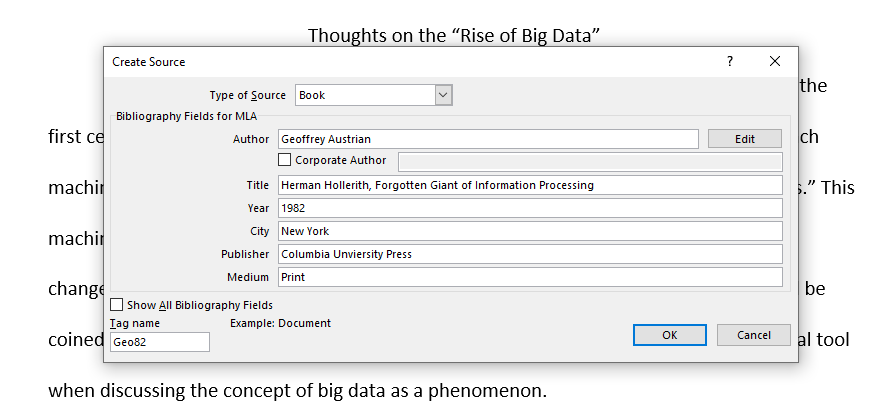 Thoughts on the “Rise of Big Data”
Create Source ?
the
Type of Source Book
Bibliography Fields for MLA
first ce
Author Geoffrey Austrian Edit
ch
Corporate Author
machin
Title Herman Hollerith, Forgotten Giant of Information Processing
s.” This
Year 1982
City New York
machin
Publisher Columbia Unviersity Press
Medium Print
change
be
Show All Bibliography Fields
Tag name Example: Document
coined
OK Cancel
al tool
Geo82
when discussing the concept of big data as a phenomenon.